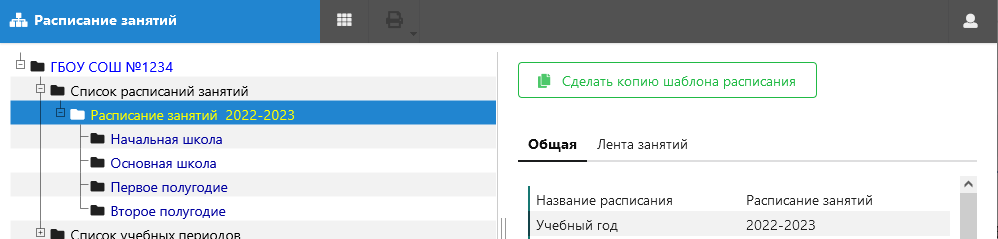 Расписание занятий
ГБОУ СОШ №1234
Список расписаний занятий
Расписание занятий 2022-2023
Начальная школа
Основная школа
Первое полугодие
Второе полугодие
Список учебных периодов
Сделать копию шаблона расписания
Общая Лента занятий
Название расписания Расписание занятий
Учебный год 2022-2023